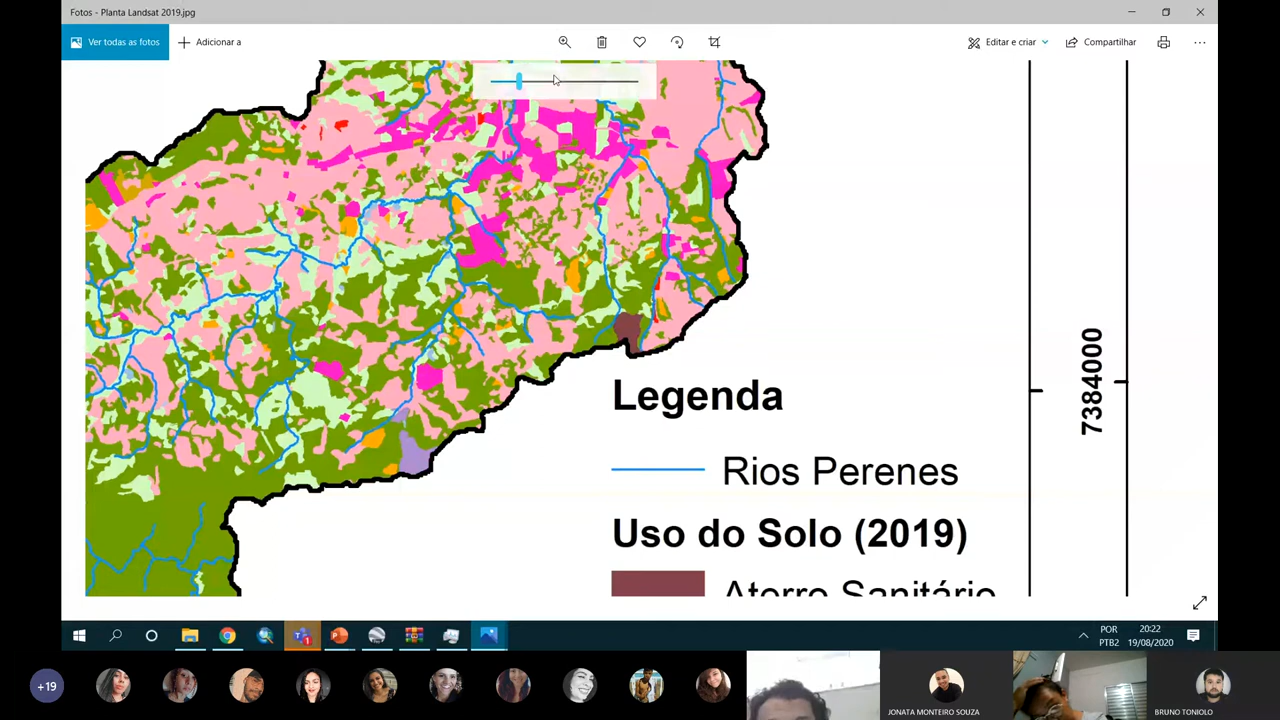 Fotos - Planta Landsat 2019.jpg
Ver todas as fotos
Adicionar a
Editar e criar
Compartilhar
7384000
Legenda
Rios Perenes
Uso do Solo (2019)
Aterro Sanitário
POR
PTB2
20:22
19/08/2020
+19
JONATA MONTEIRO SOUZA
BRUNO TONIOLO